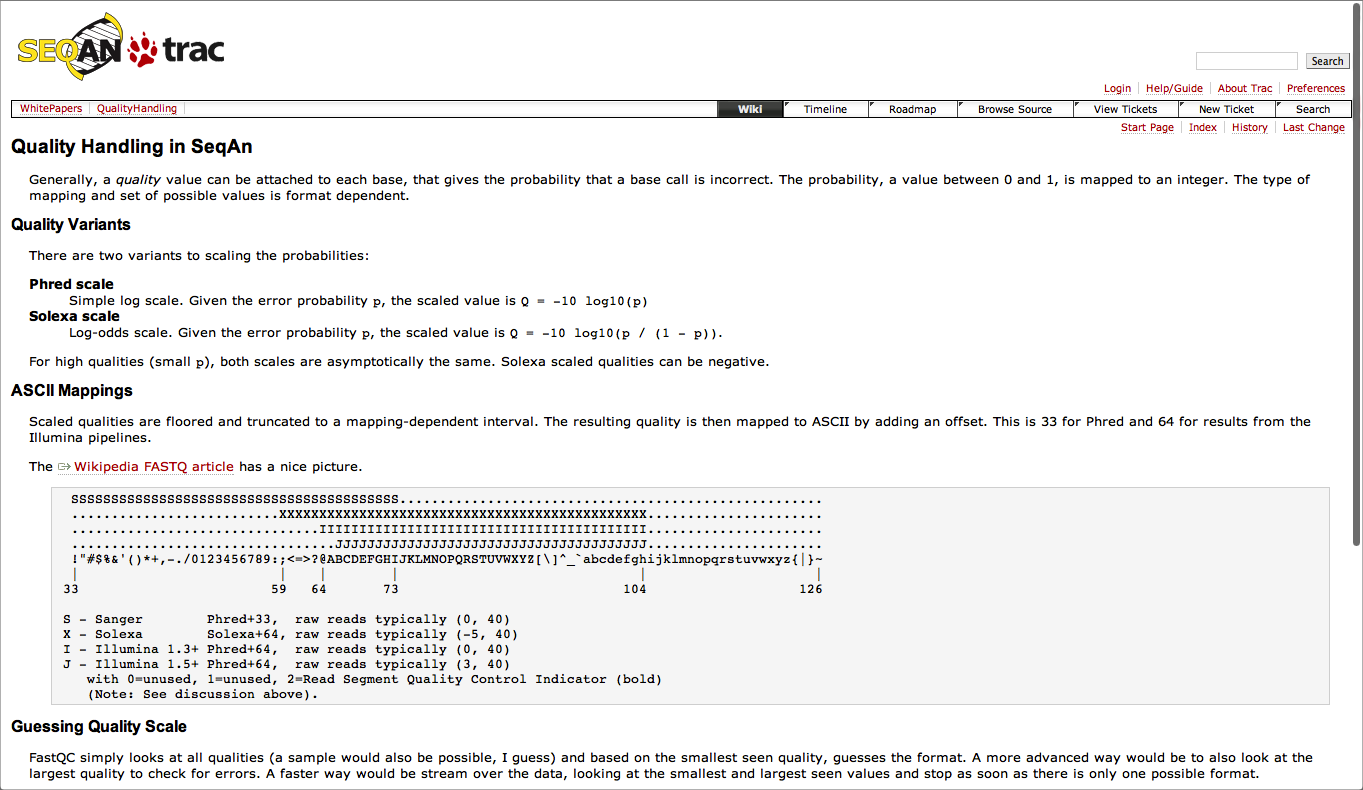 SEQAN trac
Search
Login Help/Guide About Trac Preferences
WhitePapers QualityHandling Wiki Timeline Roadmap Browse Source View Tickets New Ticket Search
Start Page Index History Last Change
Quality Handling in SeqAn
Generally, a quality value can be attached to each base, that gives the probability that a base call is incorrect. The probability, a value between 0 and 1, is mapped to an integer. The type of
mapping and set of possible values is format dependent.
Quality Variants
There are two variants to scaling the probabilities:
Phred scale
Simple log scale. Given the error probability p, the scaled value is Q = -10 log10(p)
Solexa scale
Log-odds scale. Given the error probability p, the scaled value is Q = -10 log10(p / (1 - p)).
For high qualities (small p), both scales are asymptotically the same. Solexa scaled qualities can be negative.
ASCII Mappings
Scaled qualities are floored and truncated to a mapping-dependent interval. The resulting quality is then mapped to ASCII by adding an offset. This is 33 for Phred and 64 for results from the
Illumina pipelines.
The Wikipedia FASTQ article has a nice picture.
SSSSSSSSSSSSSSSSSSSSSSSSSSSSSSSSSSSSSSSSS.....................................................
..........................XXXXXXXXXXXXXXXXXXXXXXXXXXXXXXXXXXXXXXXXXXXXXX......................
...............................IIIIIIIIIIIIIIIIIIIIIIIIIIIIIIIIIIIIIIIII......................
.................................JJJJJJJJJJJJJJJJJJJJJJJJJJJJJJJJJJJJJJJ......................
!"#$%&'()*+,-./0123456789:;<=>?@ABCDEFGHIJKLMNOPQRSTUVWXYZ[\]^_`abcdefghijklmnopqrstuvwxyz{|}~
| | | | | |
33 59 64 73 104 126
S - Sanger Phred+33, raw reads typically (0, 40)
X - Solexa Solexa+64, raw reads typically (-5, 40)
I - Illumina 1.3+ Phred+64, raw reads typically (0, 40)
J - Illumina 1.5+ Phred+64, raw reads typically (3, 40)
with 0=unused, 1=unused, 2=Read Segment Quality Control Indicator (bold)
(Note: See discussion above).
Guessing Quality Scale
FastQC simply looks at all qualities (a sample would also be possible, I guess) and based on the smallest seen quality, guesses the format. A more advanced way would be to also look at the
largest quality to check for errors. A faster way would be stream over the data, looking at the smallest and largest seen values and stop as soon as there is only one possible format.